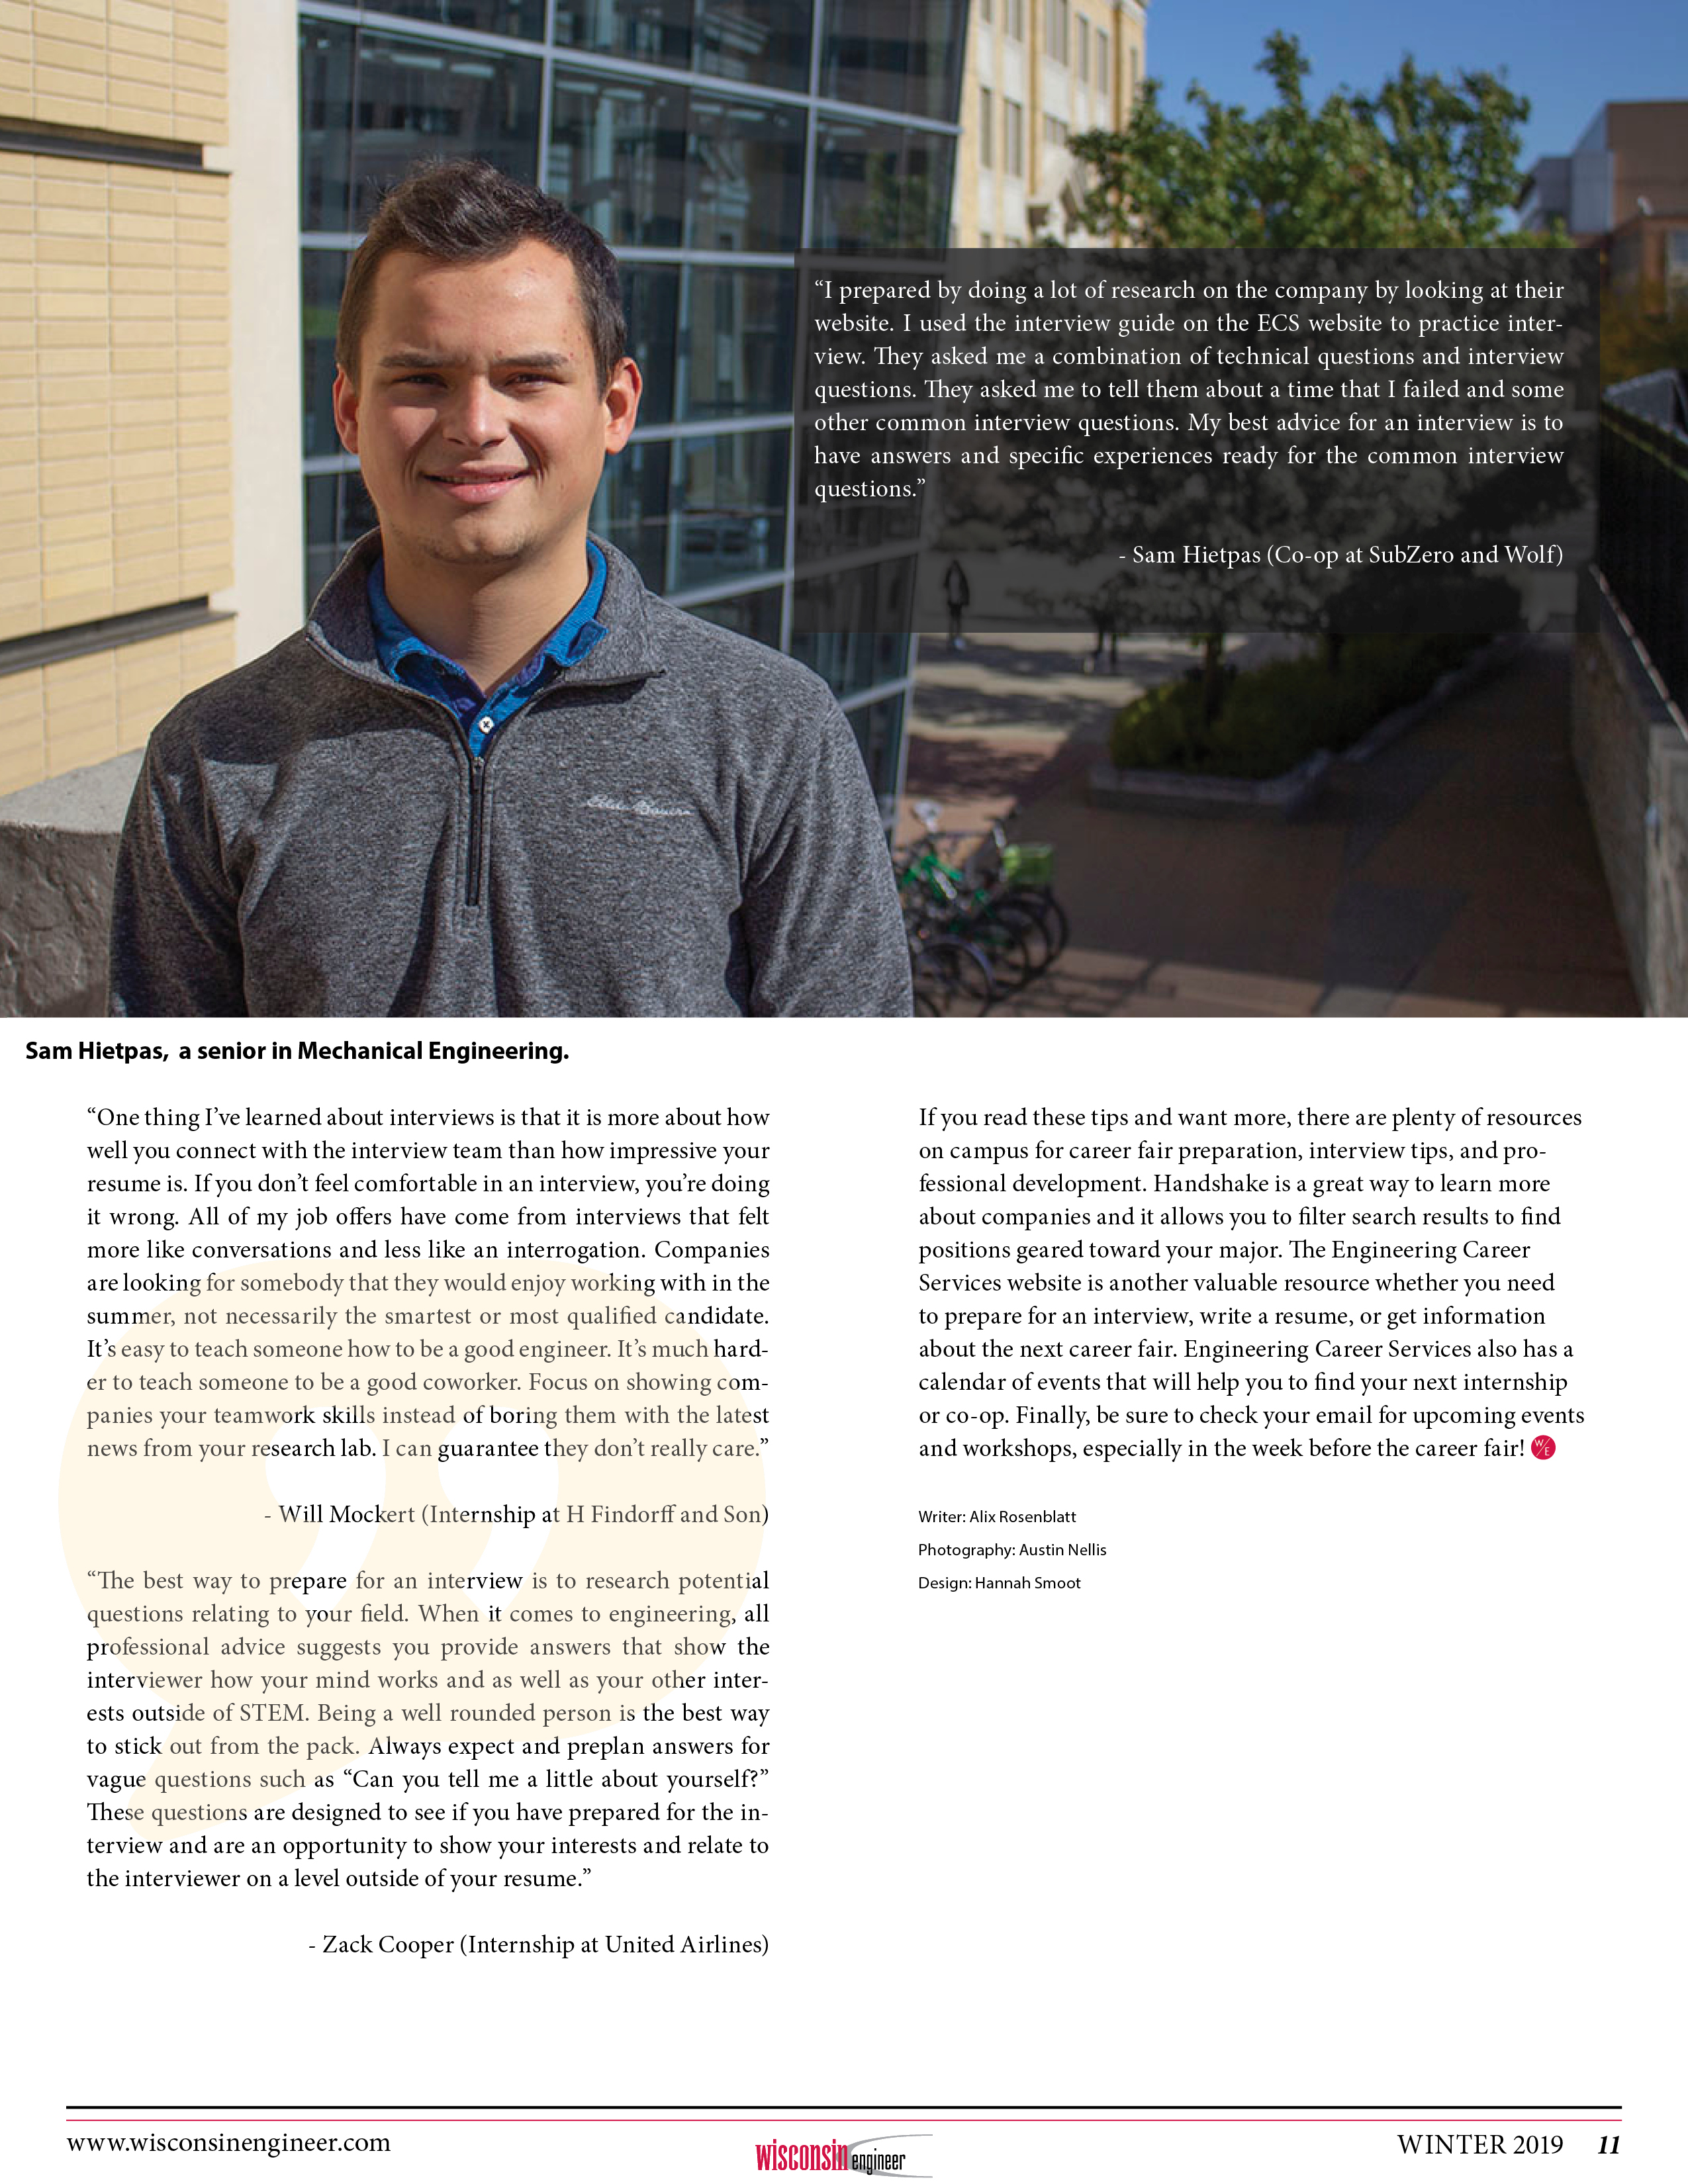 “I prepared by doing a lot of research on the company by looking at their
website. I used the interview guide on the ECS website to practice inter-
view. They asked me a combination of technical questions and interview
questions. They asked me to tell them about a time that I failed and some
other common interview questions. My best advice for an interview is to
have answers and specific experiences ready for the common interview
questions.”
- Sam Hietpas (Co-op at SubZero and Wolf)
Eddie Bauer
Sam Hietpas,  a senior in Mechanical Engineering.
“One thing I’ve learned about interviews is that it is more about how
well you connect with the interview team than how impressive your
resume is. If you don’t feel comfortable in an interview, you’re doing
it wrong. All of my job offers have come from interviews that felt
more like conversations and less like an interrogation. Companies
are looking for somebody that they would enjoy working with in the
summer, not necessarily the smartest or most qualified candidate.
It’s easy to teach someone how to be a good engineer. It’s much hard-
er to teach someone to be a good coworker. Focus on showing com-
panies your teamwork skills instead of boring them with the latest
news from your research lab. I can guarantee they don’t really care.”
- Will Mockert (Internship at H Findorff and Son)
“The best way to prepare for an interview is to research potential
questions relating to your field. When it comes to engineering, all
professional advice suggests you provide answers that show the
interviewer how your mind works and as well as your other inter-
ests outside of STEM. Being a well rounded person is the best way
to stick out from the pack. Always expect and preplan answers for
vague questions such as “Can you tell me a little about yourself?”
These questions are designed to see if you have prepared for the in-
terview and are an opportunity to show your interests and relate to
the interviewer on a level outside of your resume.”
- Zack Cooper (Internship at United Airlines)
If you read these tips and want more, there are plenty of resources
on campus for career fair preparation, interview tips, and pro-
fessional development. Handshake is a great way to learn more
about companies and it allows you to filter search results to find
positions geared toward your major. The Engineering Career
Services website is another valuable resource whether you need
to prepare for an interview, write a resume, or get information
about the next career fair. Engineering Career Services also has a
calendar of events that will help you to find your next internship
or co-op. Finally, be sure to check your email for upcoming events
and workshops, especially in the week before the career fair! W/E
Writer: Alix Rosenblatt
Photography: Austin Nellis
Design: Hannah Smoot
www.wisconsinengineer.com
wisconsin engineer
WINTER 2019 11